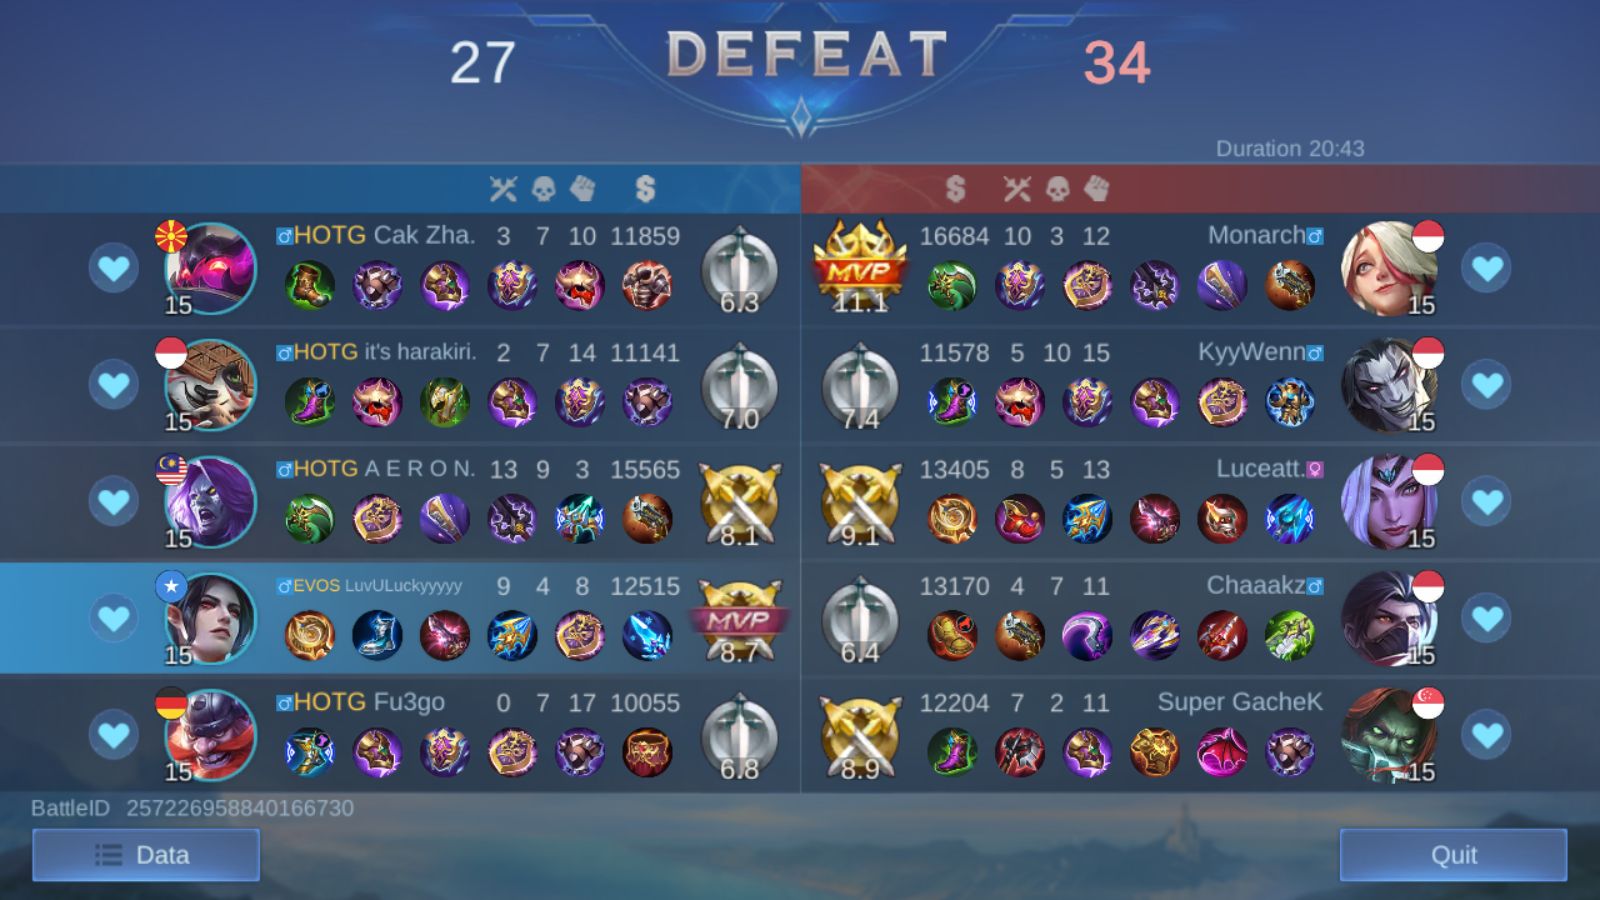 27 DEFEAT 34
Duration 20:43
HOTG Cak Zha. 3 7 10 11859 6.3
15
MVP 11.1 16684 10 3 12 Monarch
15
HOTG it's harakiri. 2 7 14 11141 7.0
15
7.4 11578 5 10 15 KyyWenn
15
HOTG A E R O N. 13 9 3 15565 8.1
15
9.1 13405 8 5 13 Luceatt.
15
EVOS LuvULuckyyyyy 9 4 8 12515 MVP 8.7
15
6.4 13170 4 7 11 Chaaakz
15
HOTG Fu3go 0 7 17 10055 6.8
15
8.9 12204 7 2 11 Super GacheK
15
BattleID 257226958840166730
Data
Quit